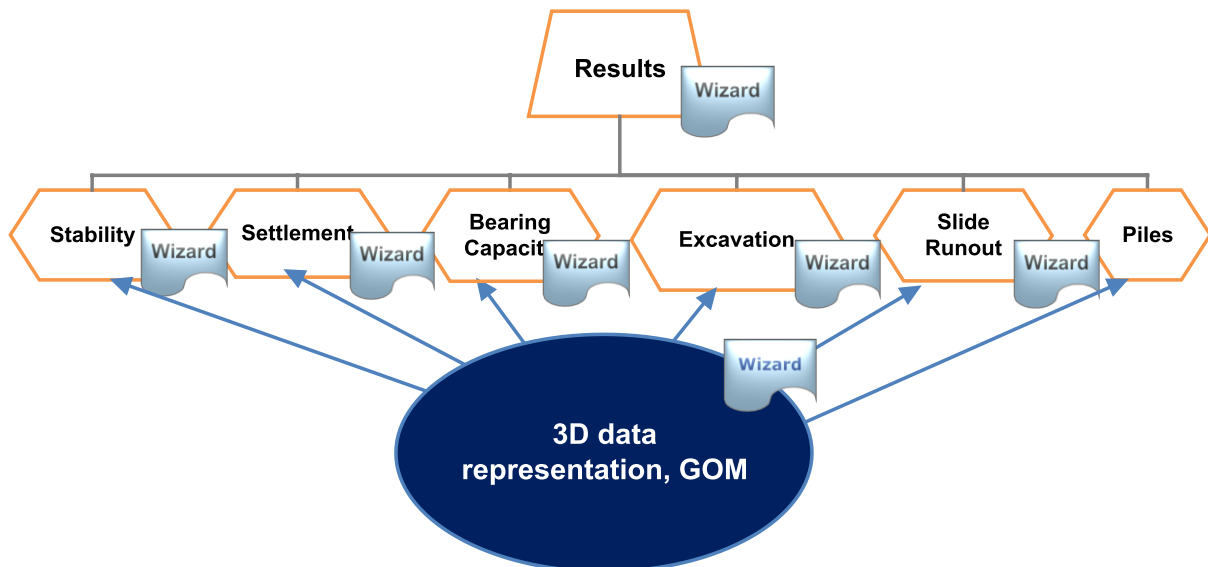 Results
Wizard
Stability
Wizard
Settlement
Wizard
Bearing
Capacit
Wizard
Excavation
Wizard
Slide
Runout
Wizard
Piles
Wizard
3D data
representation, GOM